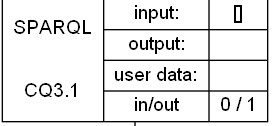 SPARQL
CQ3.1
input: []
output:
user data:
in/out 0 / 1